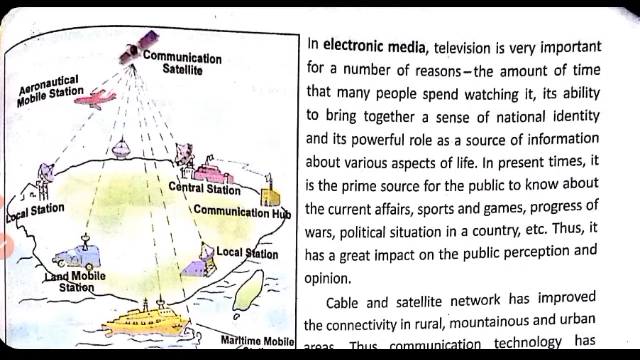 Communication
Satellite
Aeronautical
Mobile Station
Central Station
Local Station
Communication Hub
Local Station
Land Mobile
Station
Maritime Mobile
In electronic media, television is very important
for a number of reasons–the amount of time
that many people spend watching it, its ability
to bring together a sense of national identity
and its powerful role as a source of information
about various aspects of life. In present times, it
is the prime source for the public to know about
the current affairs, sports and games, progress of
wars, political situation in a country, etc. Thus, it
has a great impact on the public perception and
opinion.
Cable and satellite network has improved
the connectivity in rural, mountainous and urban
areas. Thus communication technology has